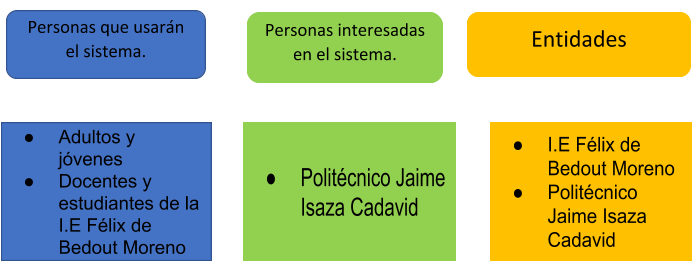 Personas que usarán
el sistema.
Personas interesadas
en el sistema.
Entidades
● Adultos y
jóvenes
● Docentes y
estudiantes de la
I.E Félix de
Bedout Moreno
● Politécnico Jaime
Isaza Cadavid
● I.E Félix de
Bedout Moreno
● Politécnico
Jaime Isaza
Cadavid